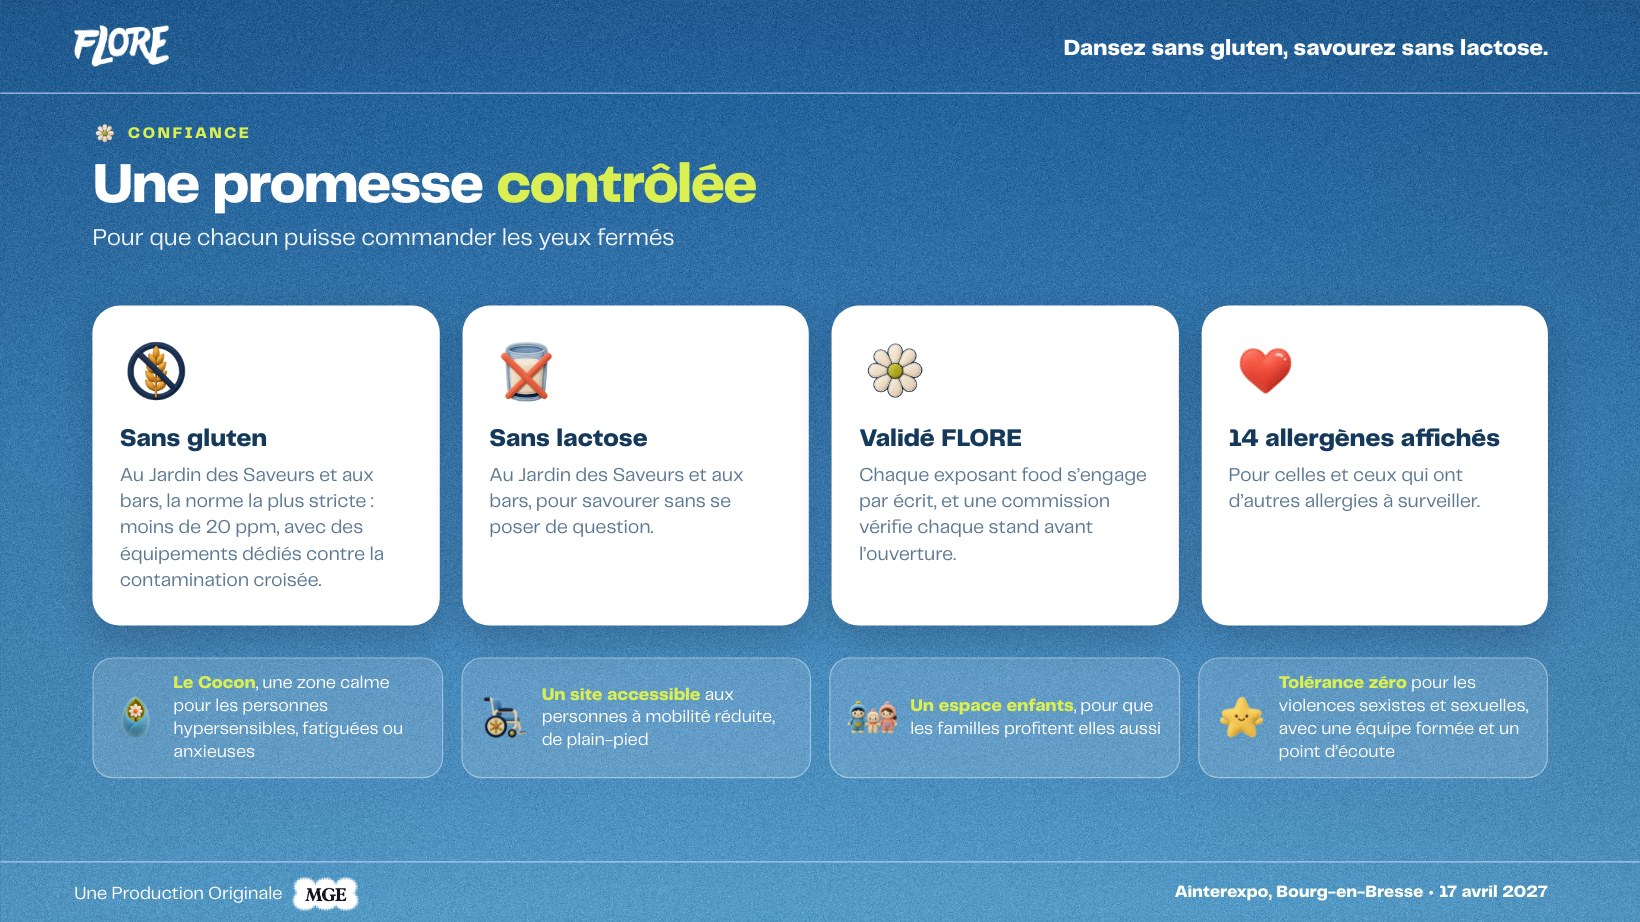 FLORE
Dansez sans gluten, savourez sans lactose.
CONFIANCE
Une promesse contrôlée
Pour que chacun puisse commander les yeux fermés
Sans gluten
Au Jardin des Saveurs et aux
bars, la norme la plus stricte :
moins de 20 ppm, avec des
équipements dédiés contre la
contamination croisée.
Sans lactose
Au Jardin des Saveurs et aux
bars, pour savourer sans se
poser de question.
Validé FLORE
Chaque exposant food s’engage
par écrit, et une commission
vérifie chaque stand avant
l’ouverture.
14 allergènes affichés
Pour celles et ceux qui ont
d’autres allergies à surveiller.
Le Cocon, une zone calme
pour les personnes
hypersensibles, fatiguées ou
anxieuses
Un site accessible aux
personnes à mobilité réduite,
de plain-pied
Un espace enfants, pour que
les familles profitent elles aussi
Tolérance zéro pour les
violences sexistes et sexuelles,
avec une équipe formée et un
point d’écoute
Une Production Originale MGE
Ainterexpo, Bourg-en-Bresse • 17 avril 2027